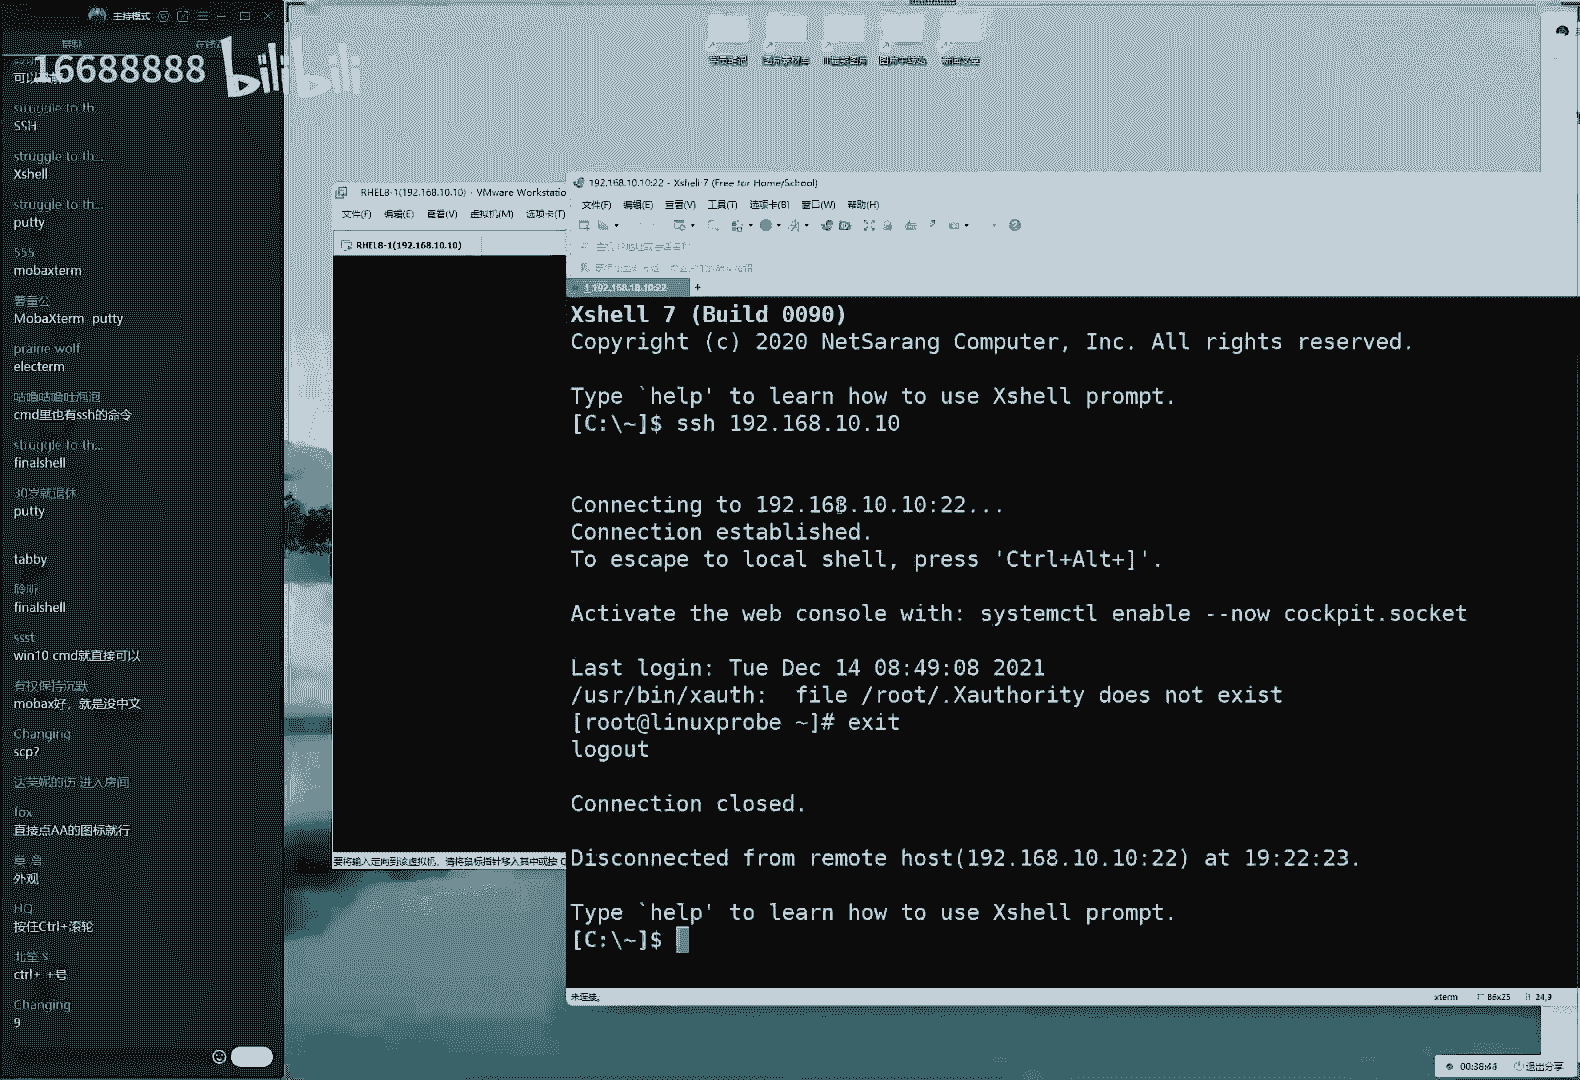 主持模式
16688888
bilibili
struggle to th...
SSH
struggle to th...
Xshell
struggle to th...
putty
555
mobaxterm
MobaXterm putty
prairie wolf
electerm
咕噜咕噜吐泡泡
cmd里也有ssh的命令
struggle to th...
finalshell
30岁就退休
putty
tabby
聆听
finalshell
ssst
win10 cmd就直接可以
有权保持沉默
mobax好，就是没中文
Changing
scp?
进入房间
fox
直接点AA的图标就行
外观
HQ
按住Ctrl+滚轮
ctrl+ +号
Changing
9
RHEL8-1(192.168.10.10) - VMware Workstatio
文件(F) 编辑(E) 查看(V) 虚拟机(M) 选项卡(T)
RHEL8-1(192.168.10.10)
要将输入定向到该虚拟机，请将鼠标指针移入其中或按 C
192.168.10.10:22 - Xshell 7 (Free for Home/School)
文件(F) 编辑(E) 查看(V) 工具(T) 选项卡(B) 窗口(W) 帮助(H)
1 192.168.10.10:22 +
Xshell 7 (Build 0090)
Copyright (c) 2020 NetSarang Computer, Inc. All rights reserved.
Type `help' to learn how to use Xshell prompt.
[C:\~]$ ssh 192.168.10.10
Connecting to 192.168.10.10:22...
Connection established.
To escape to local shell, press 'Ctrl+Alt+]'.
Activate the web console with: systemctl enable --now cockpit.socket
Last login: Tue Dec 14 08:49:08 2021
/usr/bin/xauth:  file /root/.Xauthority does not exist
[root@linuxprobe ~]# exit
logout
Connection closed.
Disconnected from remote host(192.168.10.10:22) at 19:22:23.
Type `help' to learn how to use Xshell prompt.
[C:\~]$
未连接。
xterm 86x25 24,9
00:38:48 退出分享